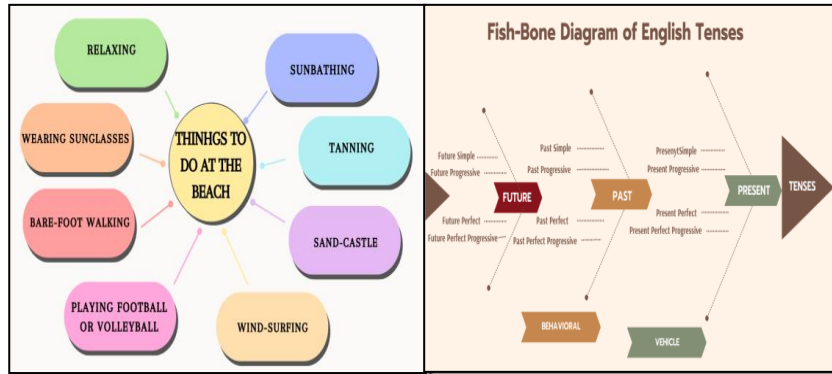 RELAXING
SUNBATHING
WEARING SUNGLASSES
THINHGS TO
DO AT THE
BEACH
TANNING
BARE-FOOT WALKING
SAND-CASTLE
PLAYING FOOTBALL
OR VOLLEYBALL
WIND-SURFING
Fish-Bone Diagram of English Tenses
Future Simple
Future Progressive
FUTURE
Future Perfect
Future Perfect Progressive
Past Simple
Past Progressive
PAST
Past Perfect
Past Perfect Progressive
PresenytSimple
Present Progressive
PRESENT
Present Perfect
Present Perfect Progressive
TENSES
BEHAVIORAL
VEHICLE